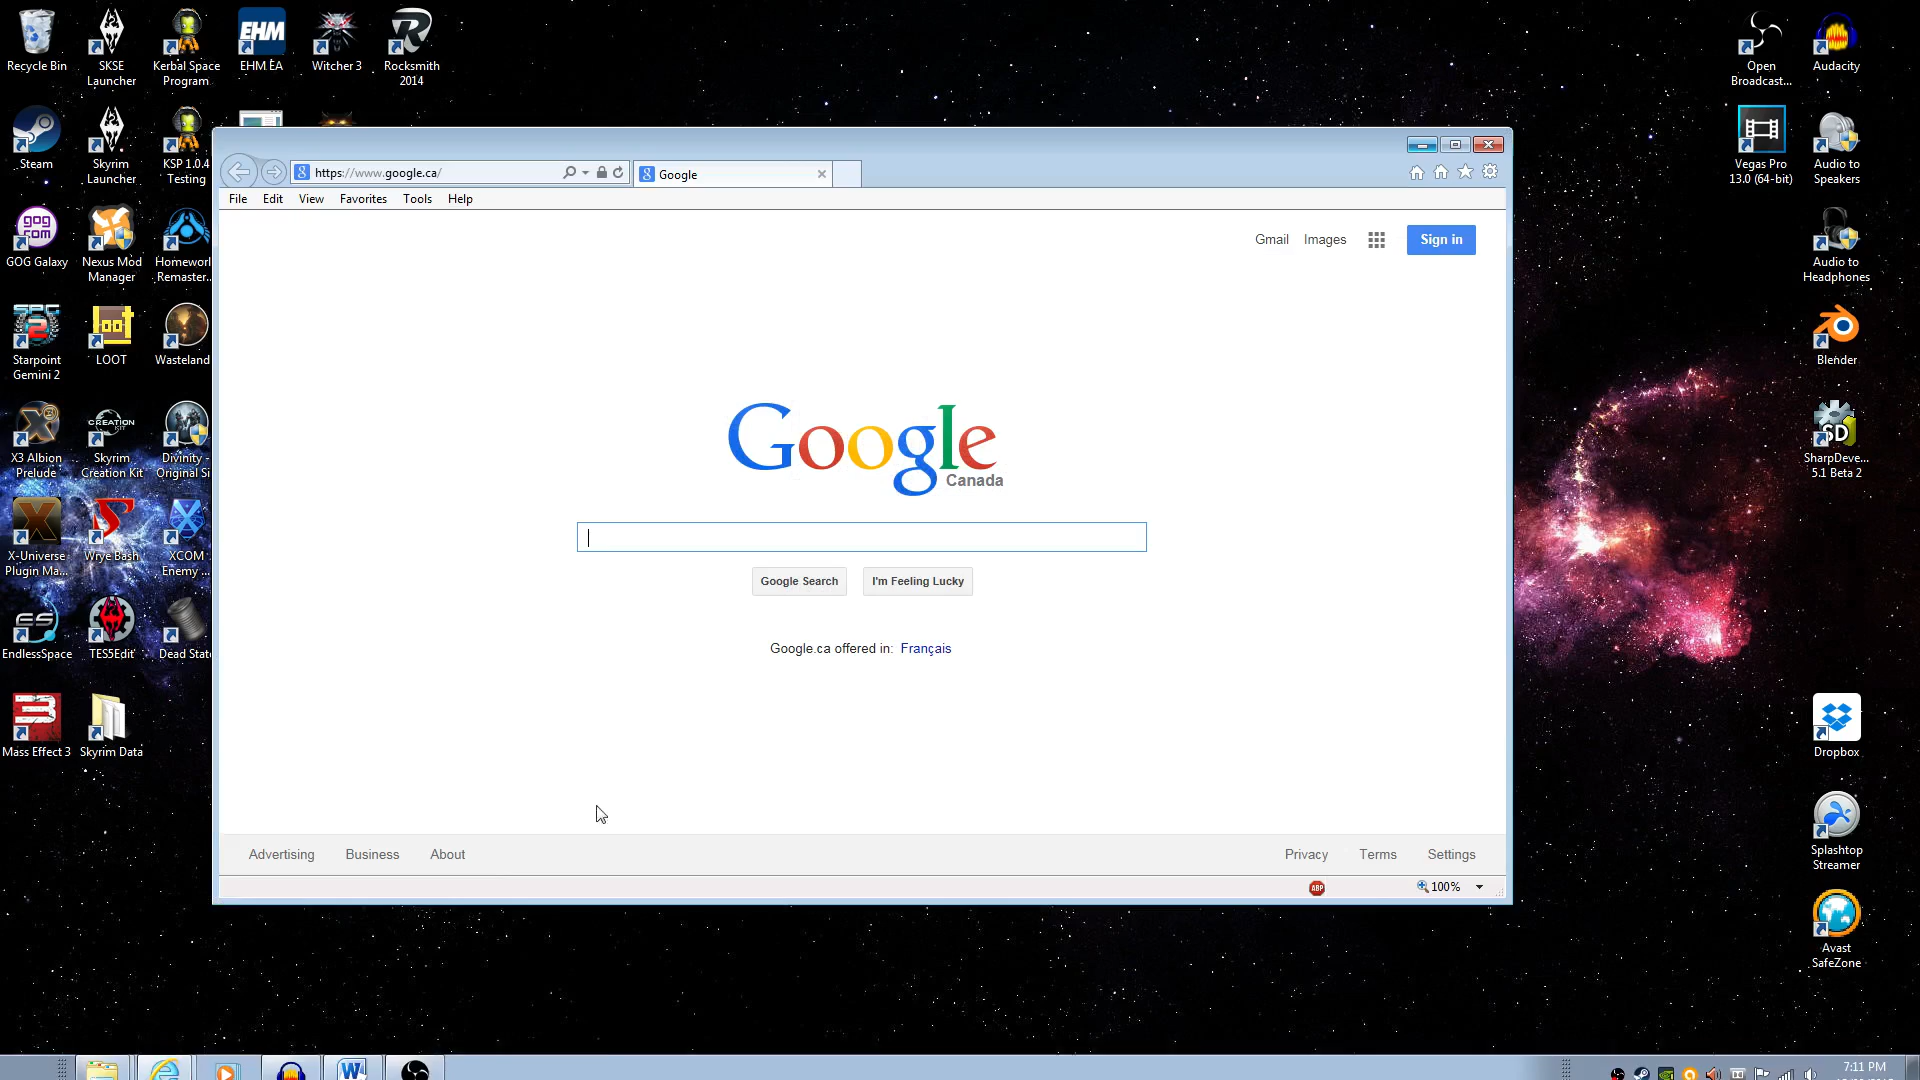 Recycle Bin
SKSE Launcher
Kerbal Space Program
EHM EA
Witcher 3
Rocksmith 2014
Open Broadcast...
Audacity
Steam
Skyrim Launcher
KSP 1.0.4 Testing
Vegas Pro 13.0 (64-bit)
Audio to Speakers
https://www.google.ca/
Google
File Edit View Favorites Tools Help
Gmail Images Sign in
GOG Galaxy
Nexus Mod Manager
Homeworl Remaster...
Audio to Headphones
Starpoint Gemini 2
LOOT
Wasteland
Blender
Google
Canada
X3 Albion Prelude
Skyrim Creation Kit
Divinity - Original Si
SharpDeve... 5.1 Beta 2
Google Search I'm Feeling Lucky
X-Universe Plugin Ma...
Wrye Bash
XCOM Enemy ...
Google.ca offered in: Français
EndlessSpace
TES5Edit
Dead Stat
Mass Effect 3
Skyrim Data
Dropbox
Splashtop Streamer
Advertising Business About Privacy Terms Settings
ABP
100%
Avast SafeZone
7:11 PM